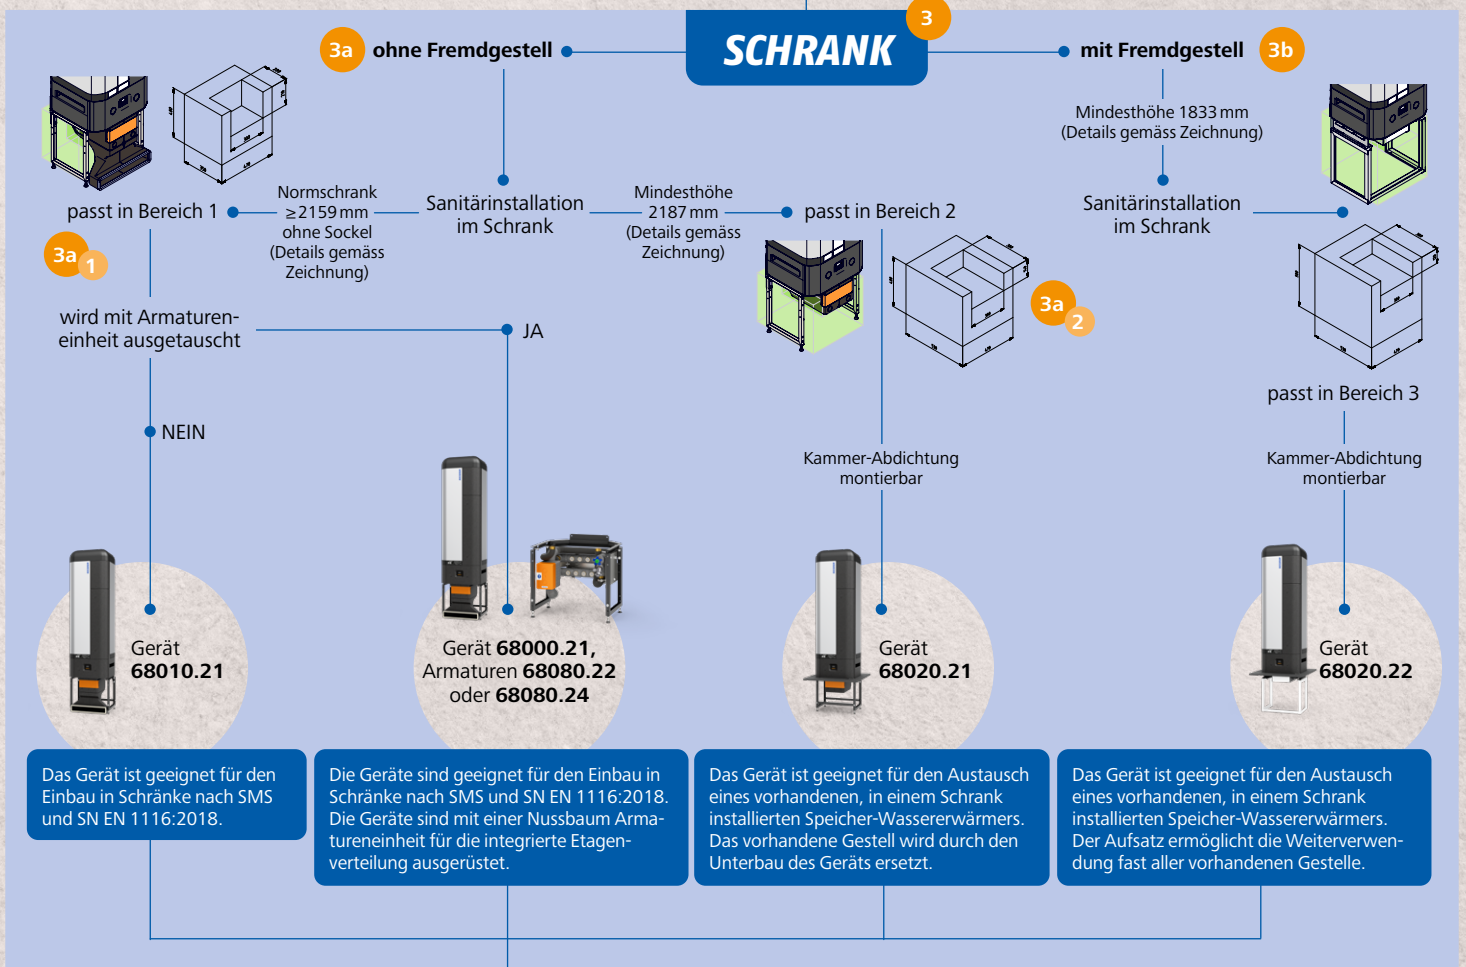 SCHRANK
3
3a ohne Fremdgestell
mit Fremdgestell 3b
Mindesthöhe 1833 mm
(Details gemäss Zeichnung)
passt in Bereich 1
3a 1
Normschrank
≥2159 mm
ohne Sockel
(Details gemäss
Zeichnung)
Sanitärinstallation
im Schrank
Mindesthöhe
2187 mm
(Details gemäss
Zeichnung)
passt in Bereich 2
3a 2
Sanitärinstallation
im Schrank
wird mit Armaturen-
einheit ausgetauscht
JA
NEIN
passt in Bereich 3
Kammer-Abdichtung
montierbar
Kammer-Abdichtung
montierbar
Gerät
68010.21
Gerät 68000.21,
Armaturen 68080.22
oder 68080.24
Gerät
68020.21
Gerät
68020.22
Das Gerät ist geeignet für den
Einbau in Schränke nach SMS
und SN EN 1116:2018.
Die Geräte sind geeignet für den Einbau in
Schränke nach SMS und SN EN 1116:2018.
Die Geräte sind mit einer Nussbaum Arma-
tureneinheit für die integrierte Etagen-
verteilung ausgerüstet.
Das Gerät ist geeignet für den Austausch
eines vorhandenen, in einem Schrank
installierten Speicher-Wassererwärmers.
Das vorhandene Gestell wird durch den
Unterbau des Geräts ersetzt.
Das Gerät ist geeignet für den Austausch
eines vorhandenen, in einem Schrank
installierten Speicher-Wassererwärmers.
Der Aufsatz ermöglicht die Weiterverwen-
dung fast aller vorhandenen Gestelle.